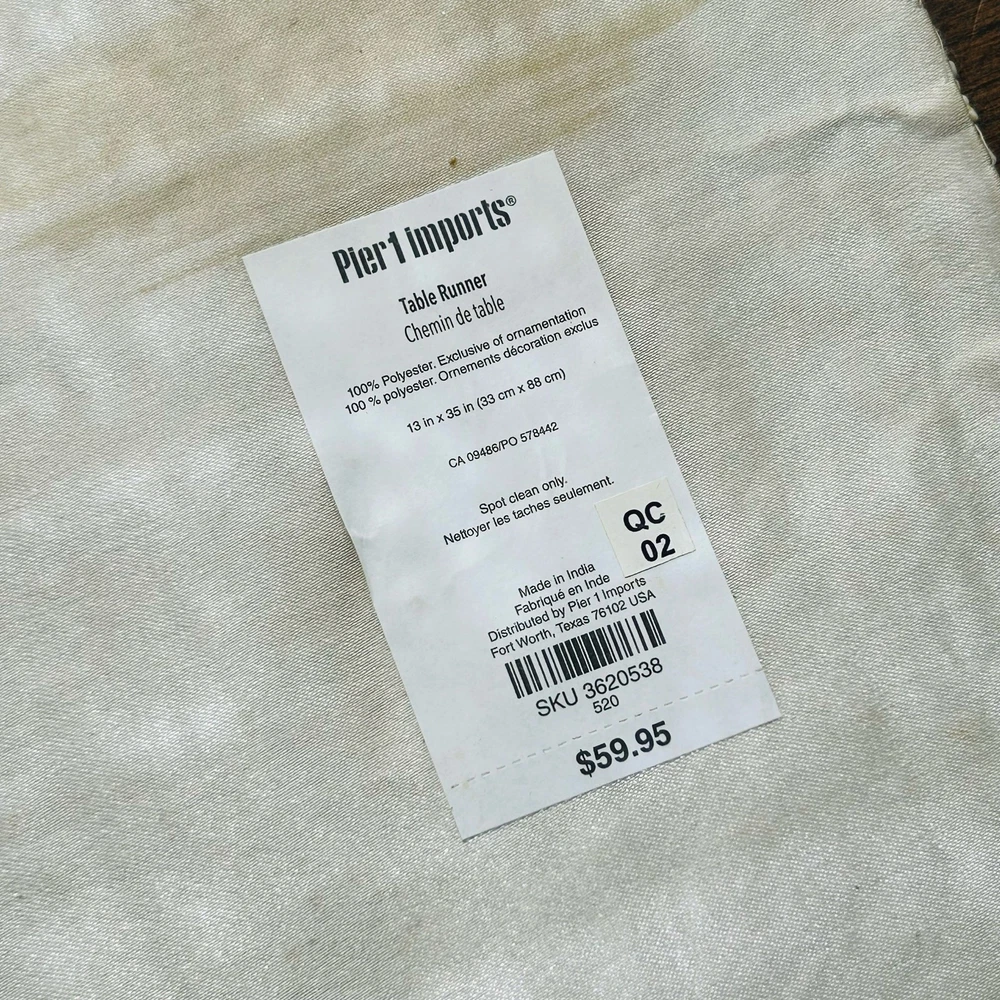 Pier 1 imports®
Table Runner
Chemin de table
100% Polyester. Exclusive of ornamentation
100 % polyester. Ornements décoration exclus
13 in x 35 in (33 cm x 88 cm)
CA 09486/PO 578442
Spot clean only.
Nettoyer les taches seulement.
QC
02
Made in India
Fabriqué en Inde
Distributed by Pier 1 Imports
Fort Worth, Texas 76102 USA
SKU 3620538
520
$59.95